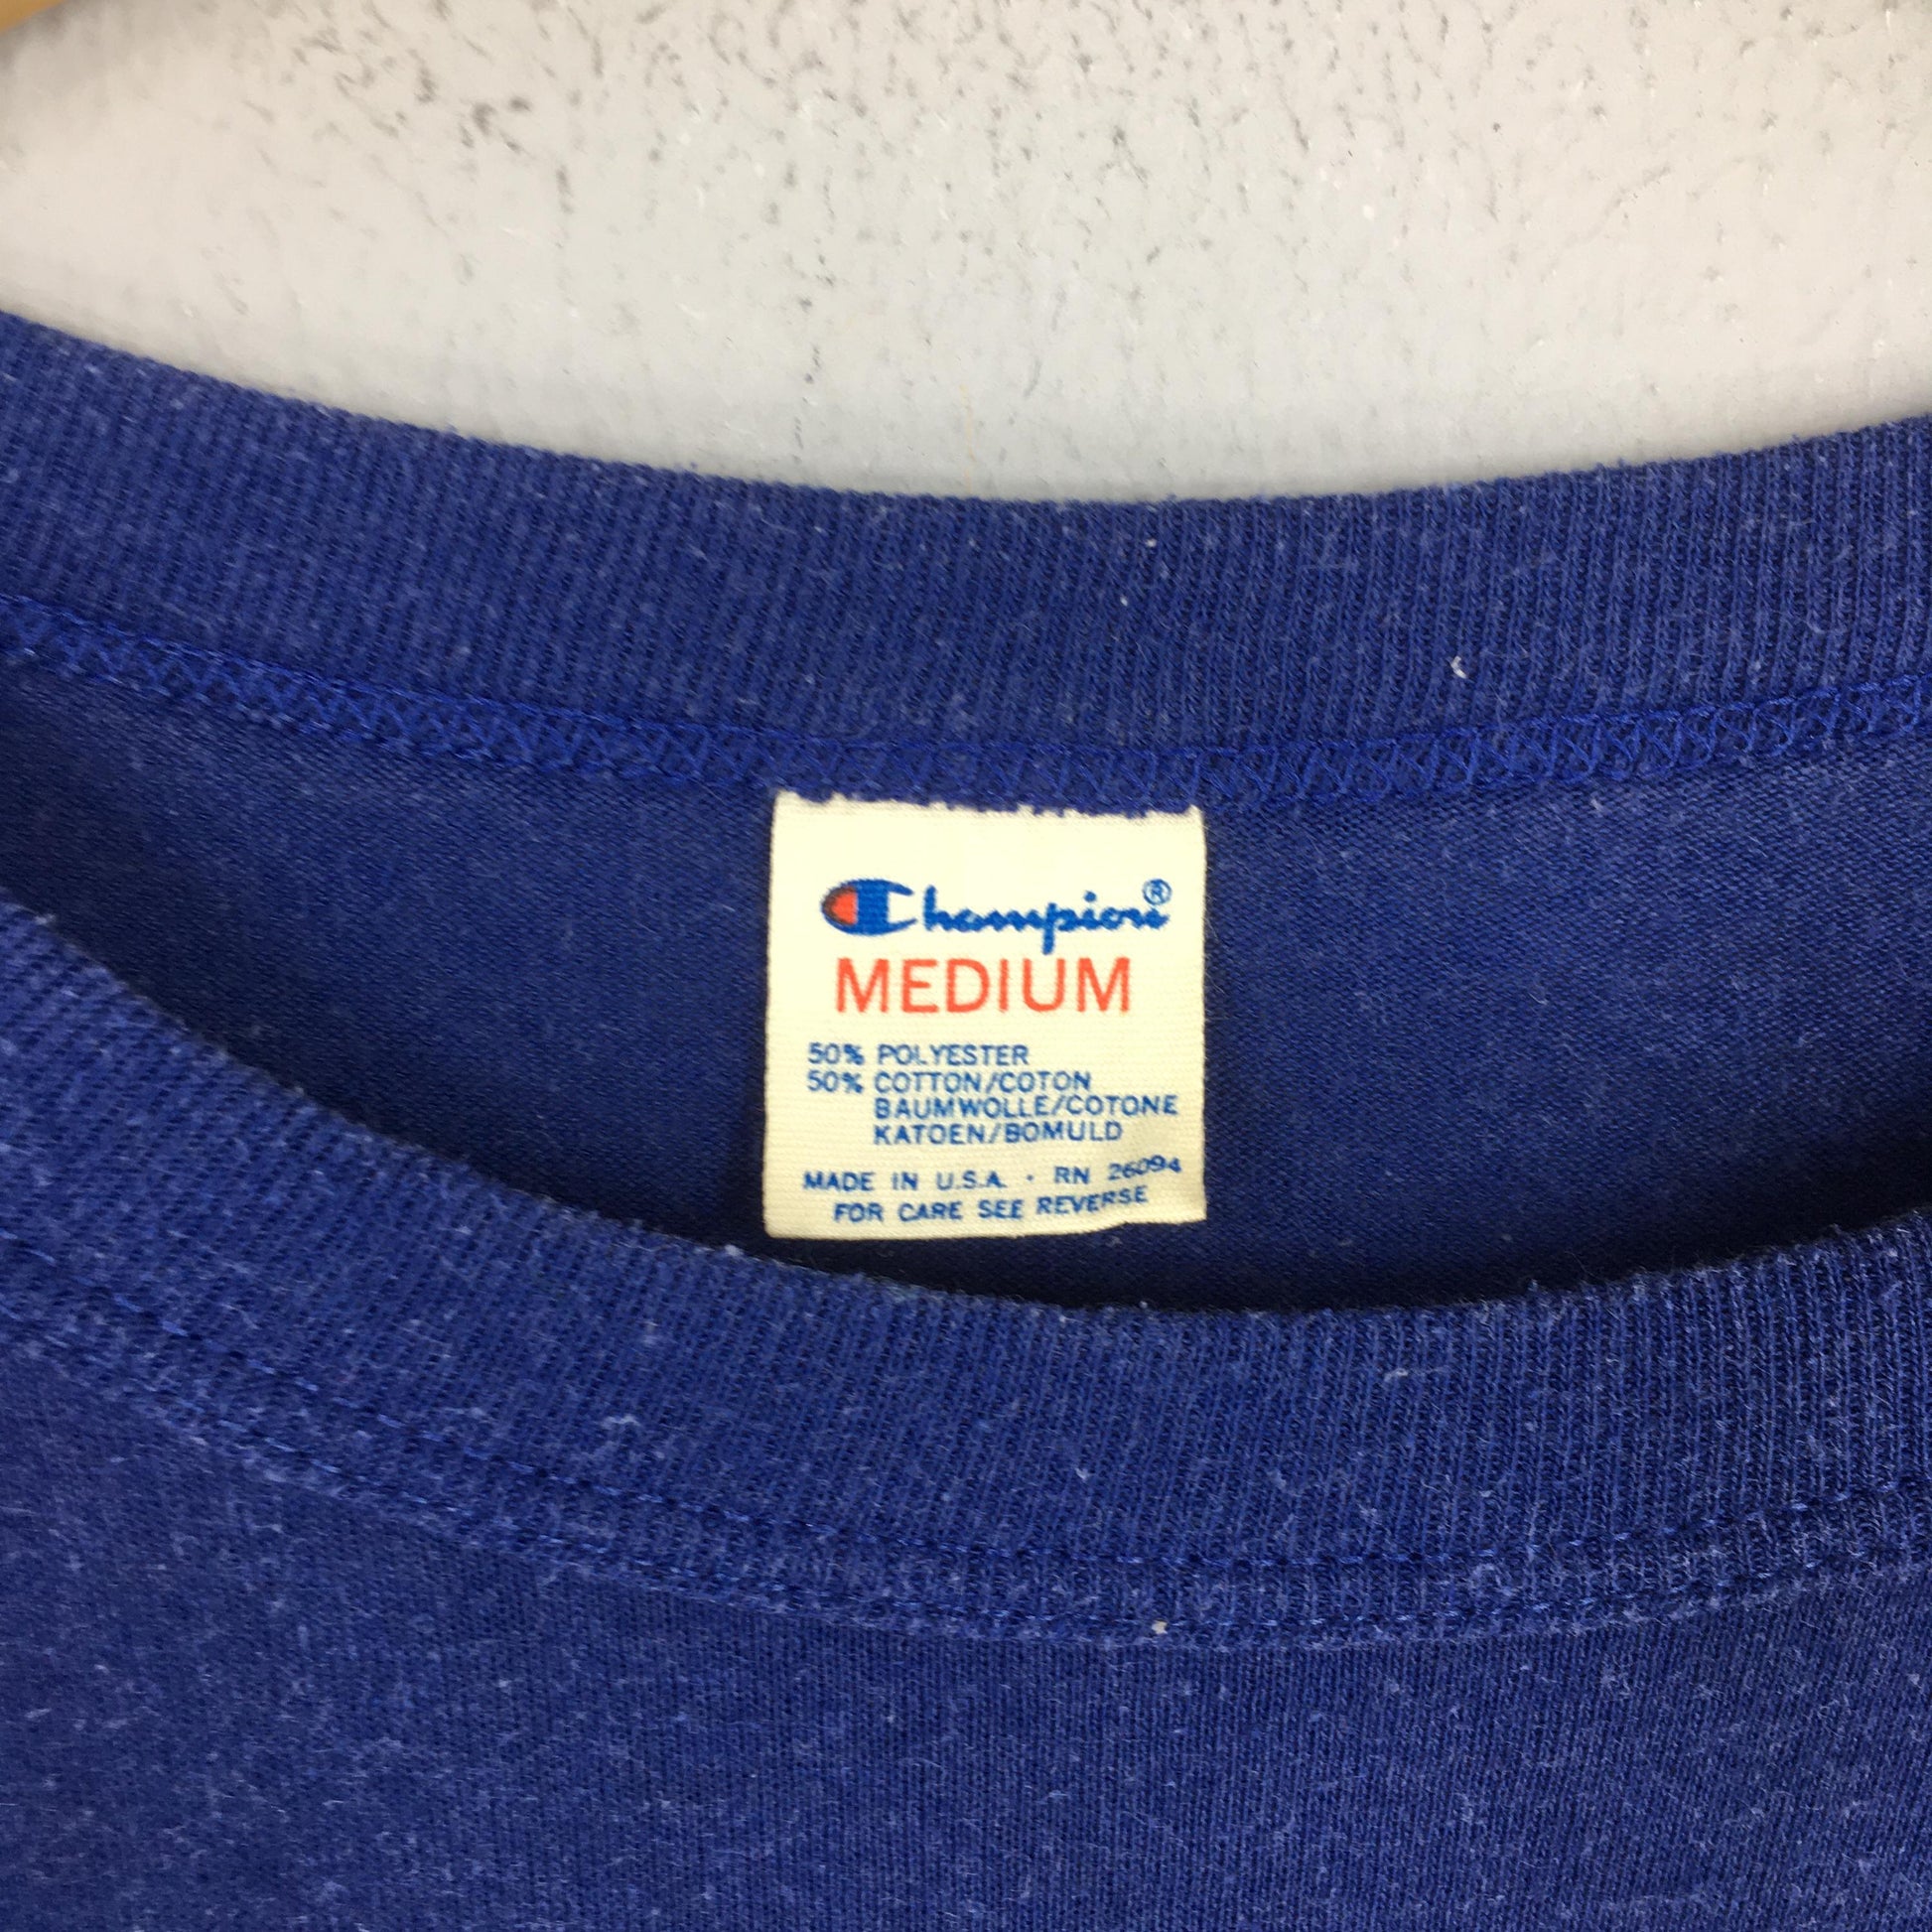 Champion®
MEDIUM
50% POLYESTER
50% COTTON/COTON
BAUMWOLLE/COTONE
KATOEN/BOMULD
MADE IN U.S.A. · RN 26094
FOR CARE SEE REVERSE